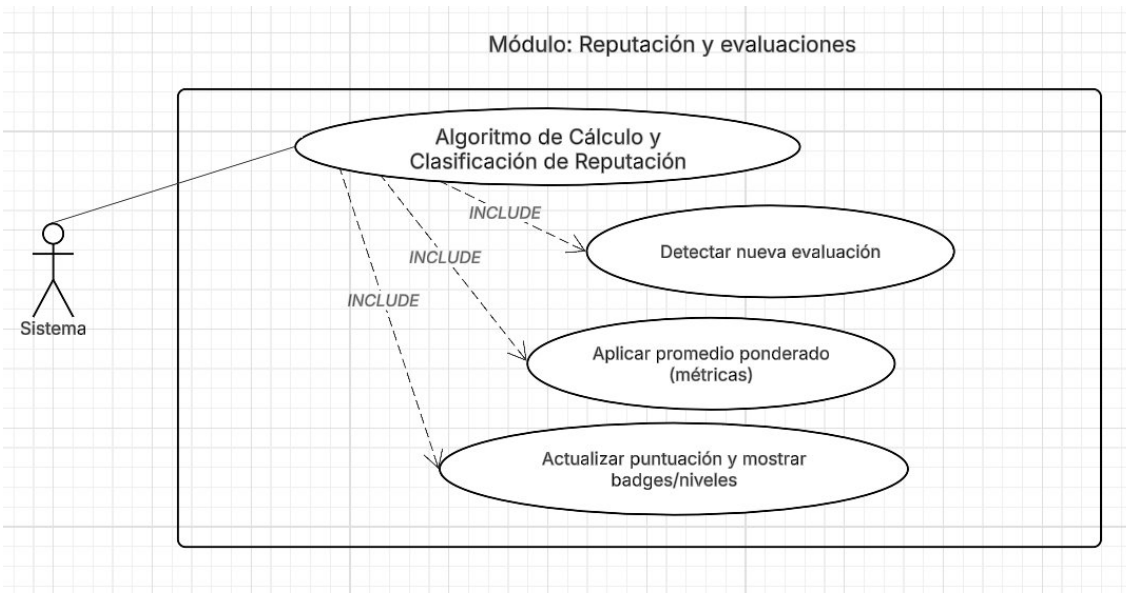 Módulo: Reputación y evaluaciones
Algoritmo de Cálculo y
Clasificación de Reputación
INCLUDE
Detectar nueva evaluación
INCLUDE
INCLUDE
Sistema
Aplicar promedio ponderado
(métricas)
Actualizar puntuación y mostrar
badges/niveles